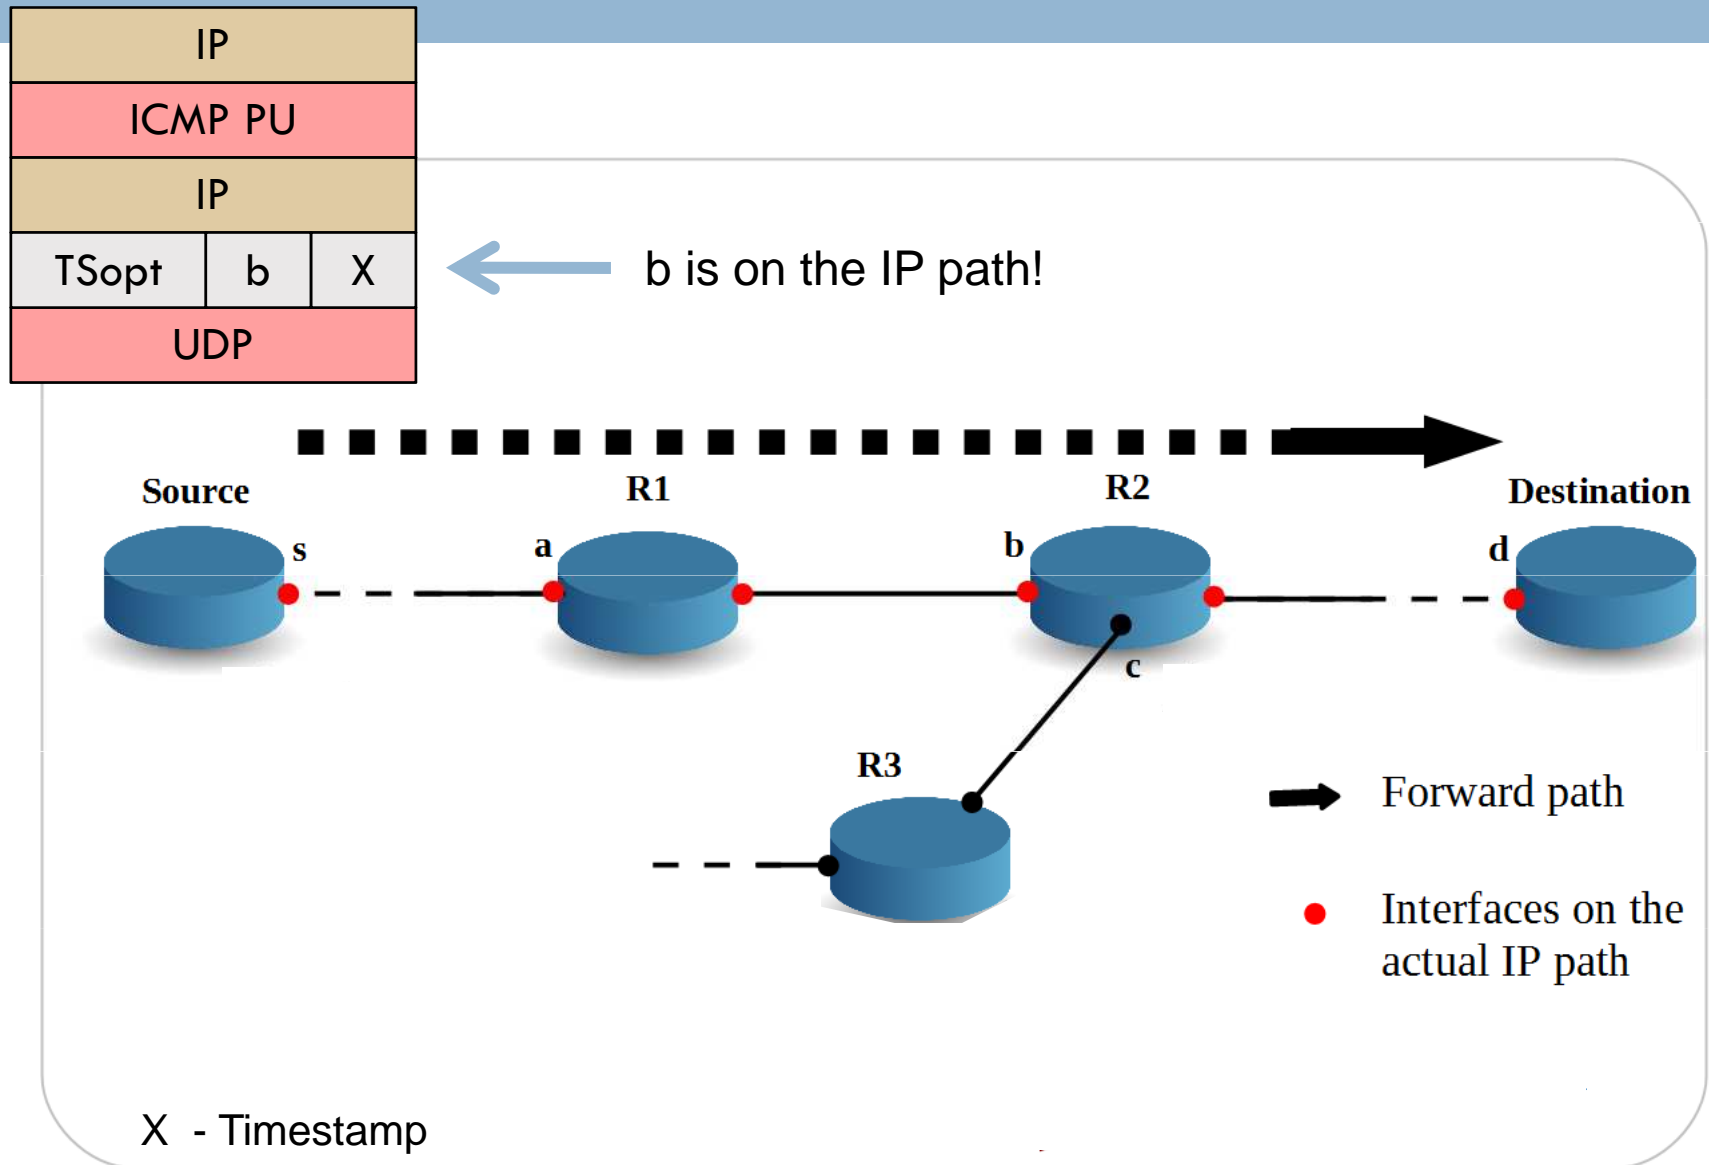 IP
ICMP PU
IP
TSopt b X
UDP
b is on the IP path!
Source
R1
R2
Destination
s
a
b
d
c
R3
Forward path
Interfaces on the
actual IP path
X - Timestamp